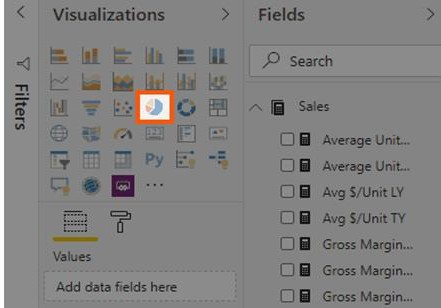 Visualizations
Fields
Filters
Search
Sales
Average Unit...
Average Unit...
Avg $/Unit LY
Avg $/Unit TY
Gross Margin...
Gross Margin...
Gross Margin...
123
Py
Values
Add data fields here